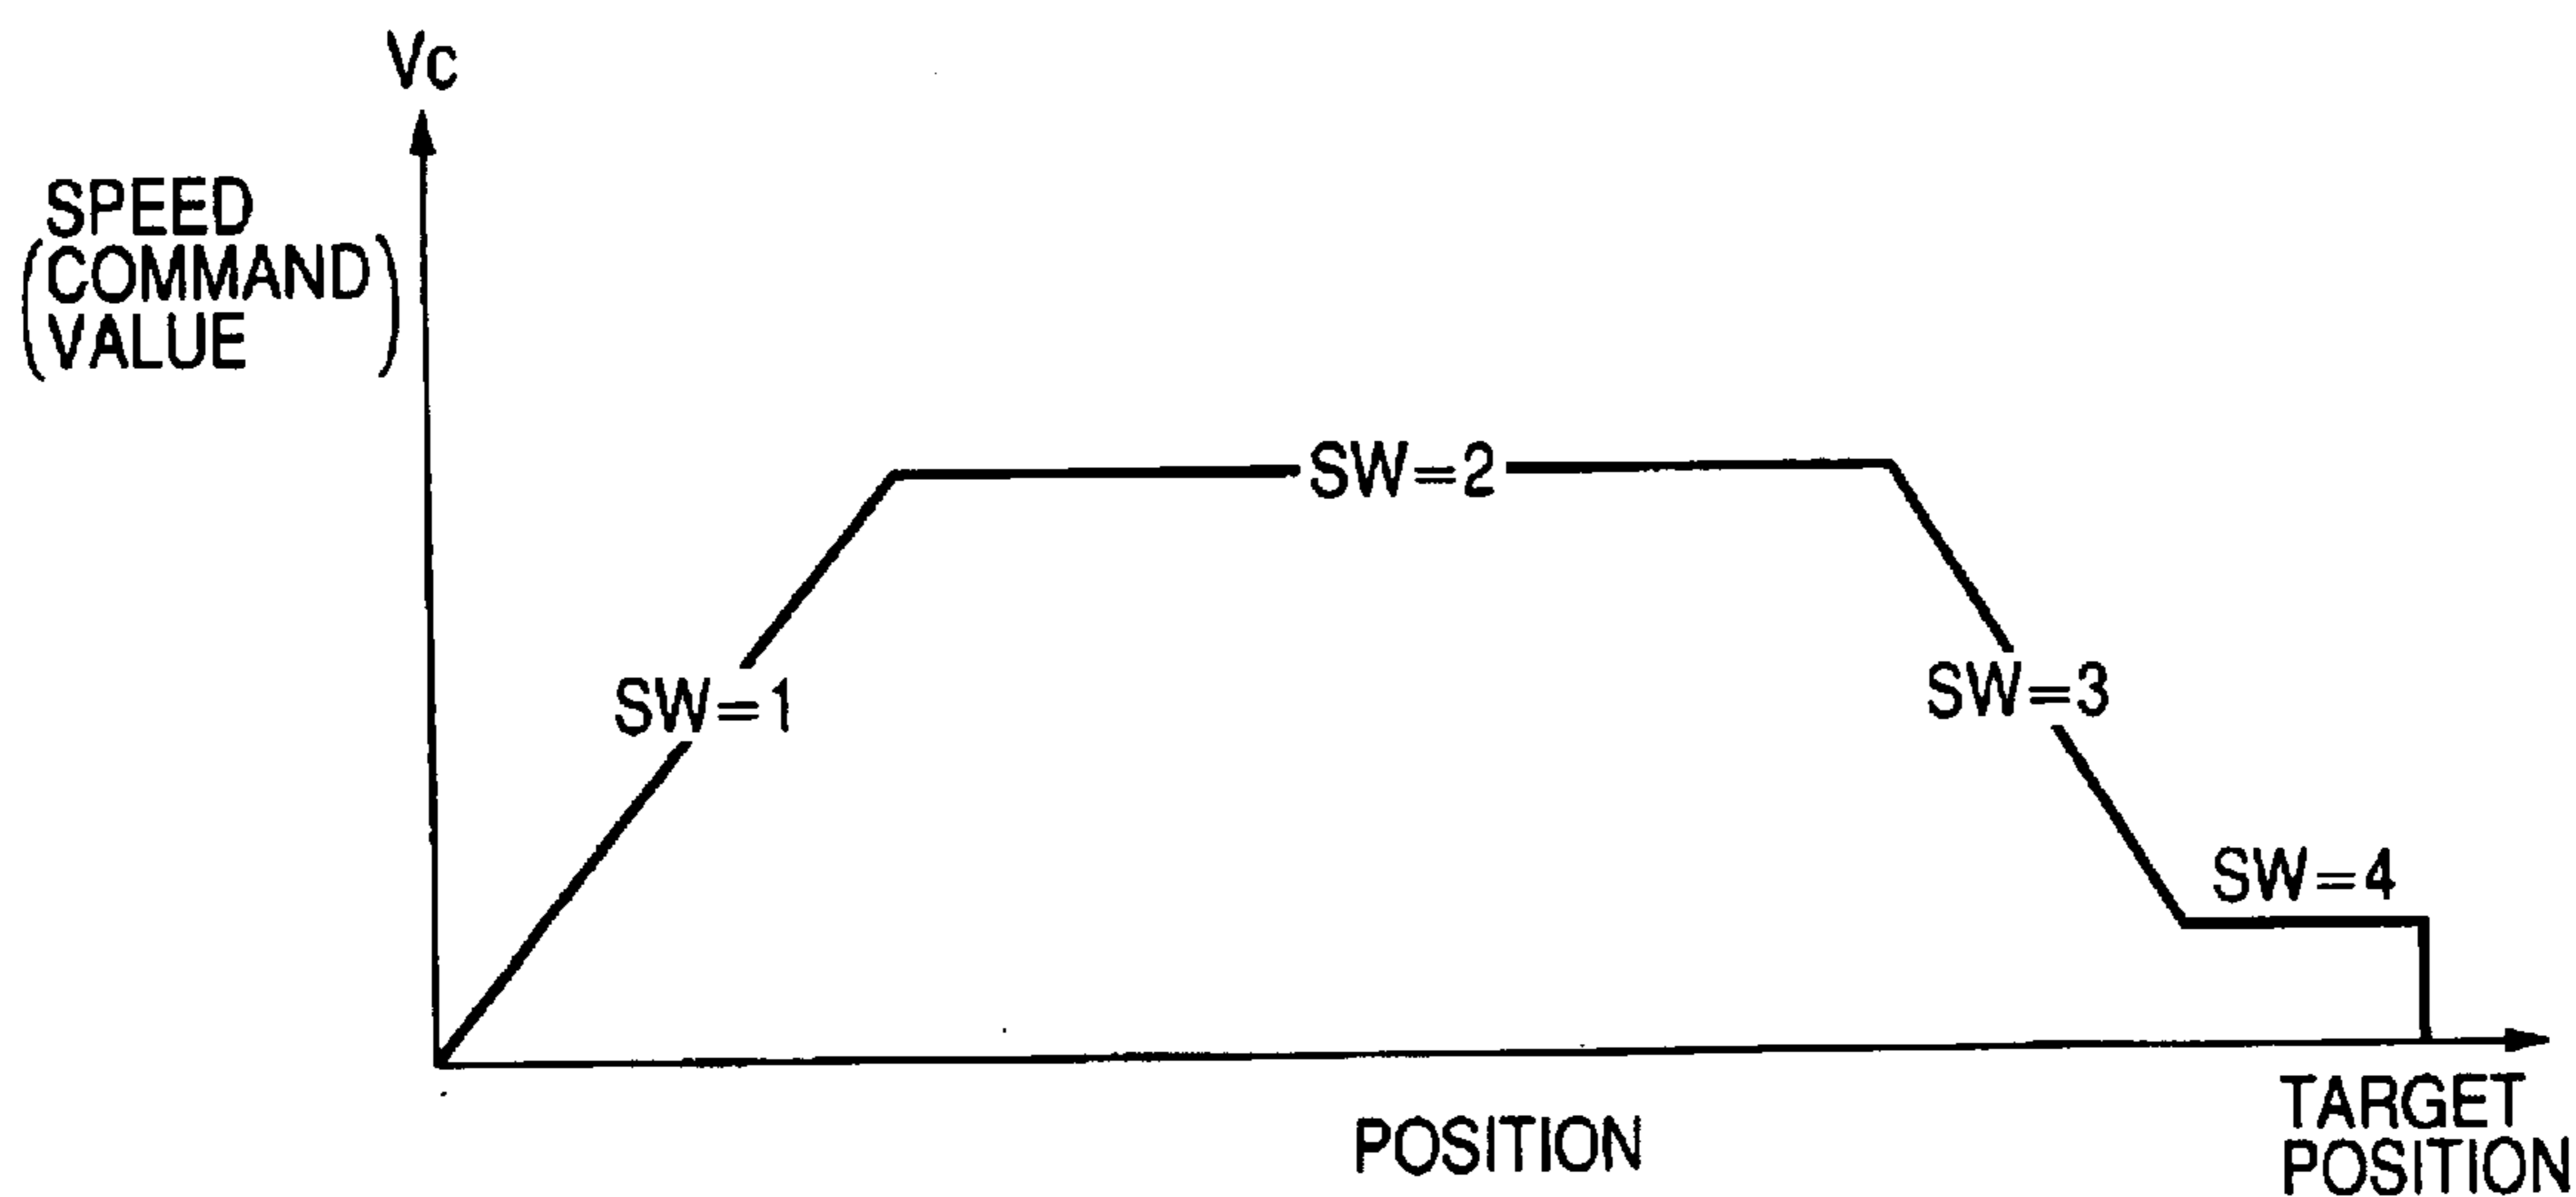 Vc
SPEED
(COMMAND)
VALUE
SW=2
SW=1
SW=3
SW=4
POSITION
TARGET
POSITION